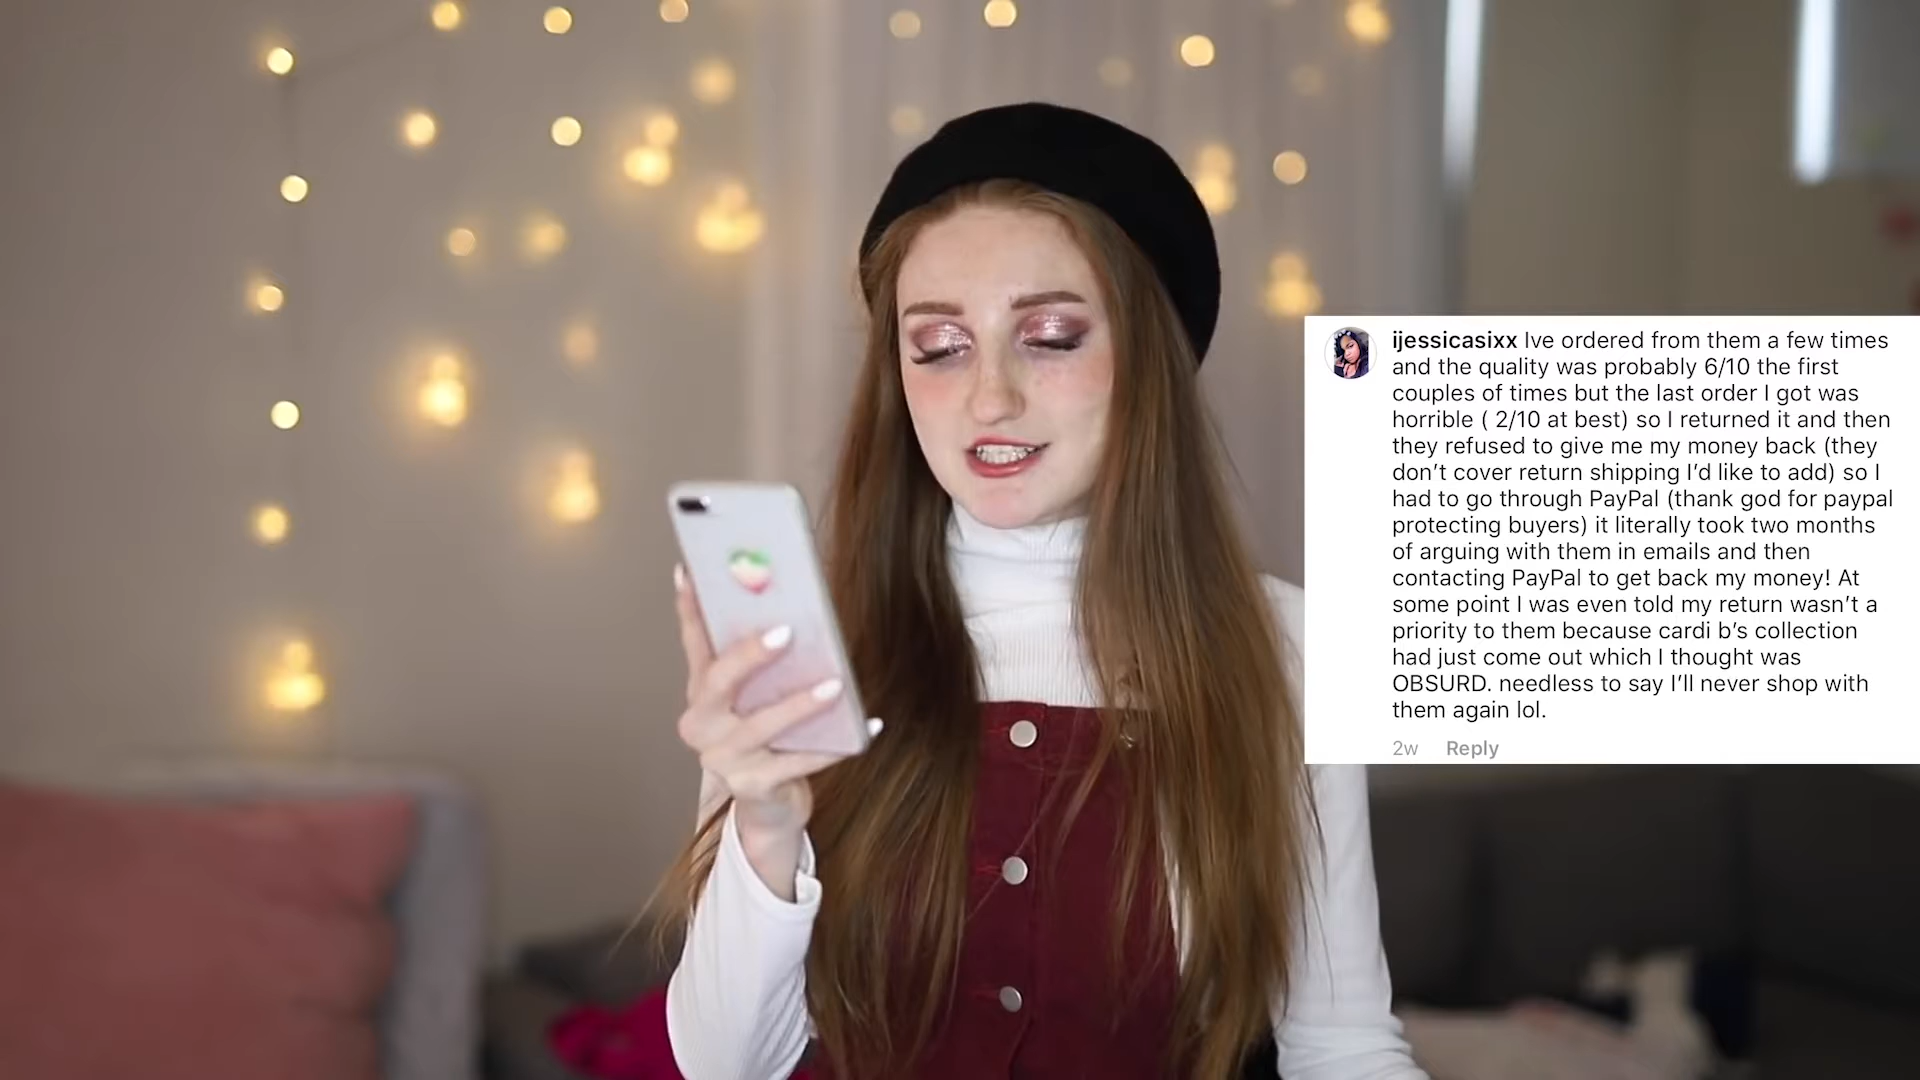 ijessicasixx Ive ordered from them a few times
and the quality was probably 6/10 the first
couples of times but the last order I got was
horrible ( 2/10 at best) so I returned it and then
they refused to give me my money back (they
don’t cover return shipping I’d like to add) so I
had to go through PayPal (thank god for paypal
protecting buyers) it literally took two months
of arguing with them in emails and then
contacting PayPal to get back my money! At
some point I was even told my return wasn’t a
priority to them because cardi b’s collection
had just come out which I thought was
OBSURD. needless to say I’ll never shop with
them again lol.
2w Reply